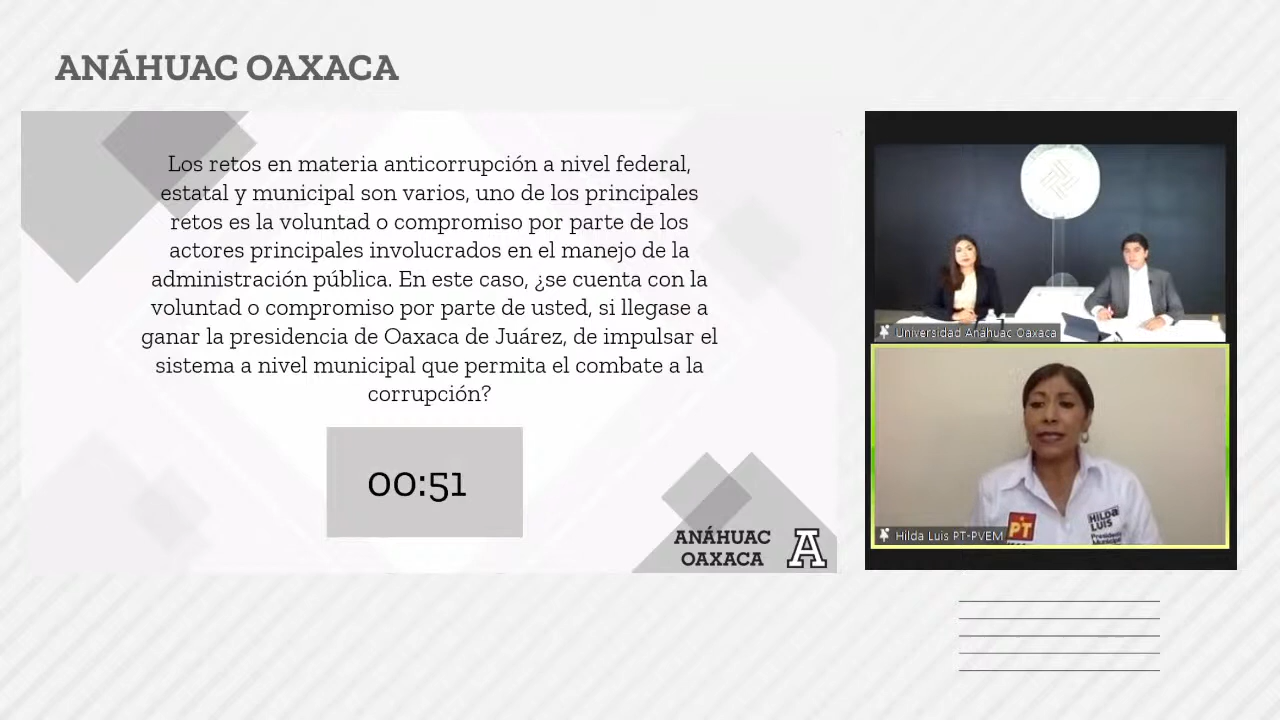 ANÁHUAC OAXACA
Los retos en materia anticorrupción a nivel federal,
estatal y municipal son varios, uno de los principales
retos es la voluntad o compromiso por parte de los
actores principales involucrados en el manejo de la
administración pública. En este caso, ¿se cuenta con la
voluntad o compromiso por parte de usted, si llegase a
ganar la presidencia de Oaxaca de Juárez, de impulsar el
sistema a nivel municipal que permita el combate a la
corrupción?
00:51
ANÁHUAC
OAXACA
A
Universidad Anáhuac Oaxaca
PT
HILDA
LUIS
Presidenta
Municipal
Hilda Luis PT-PVEM